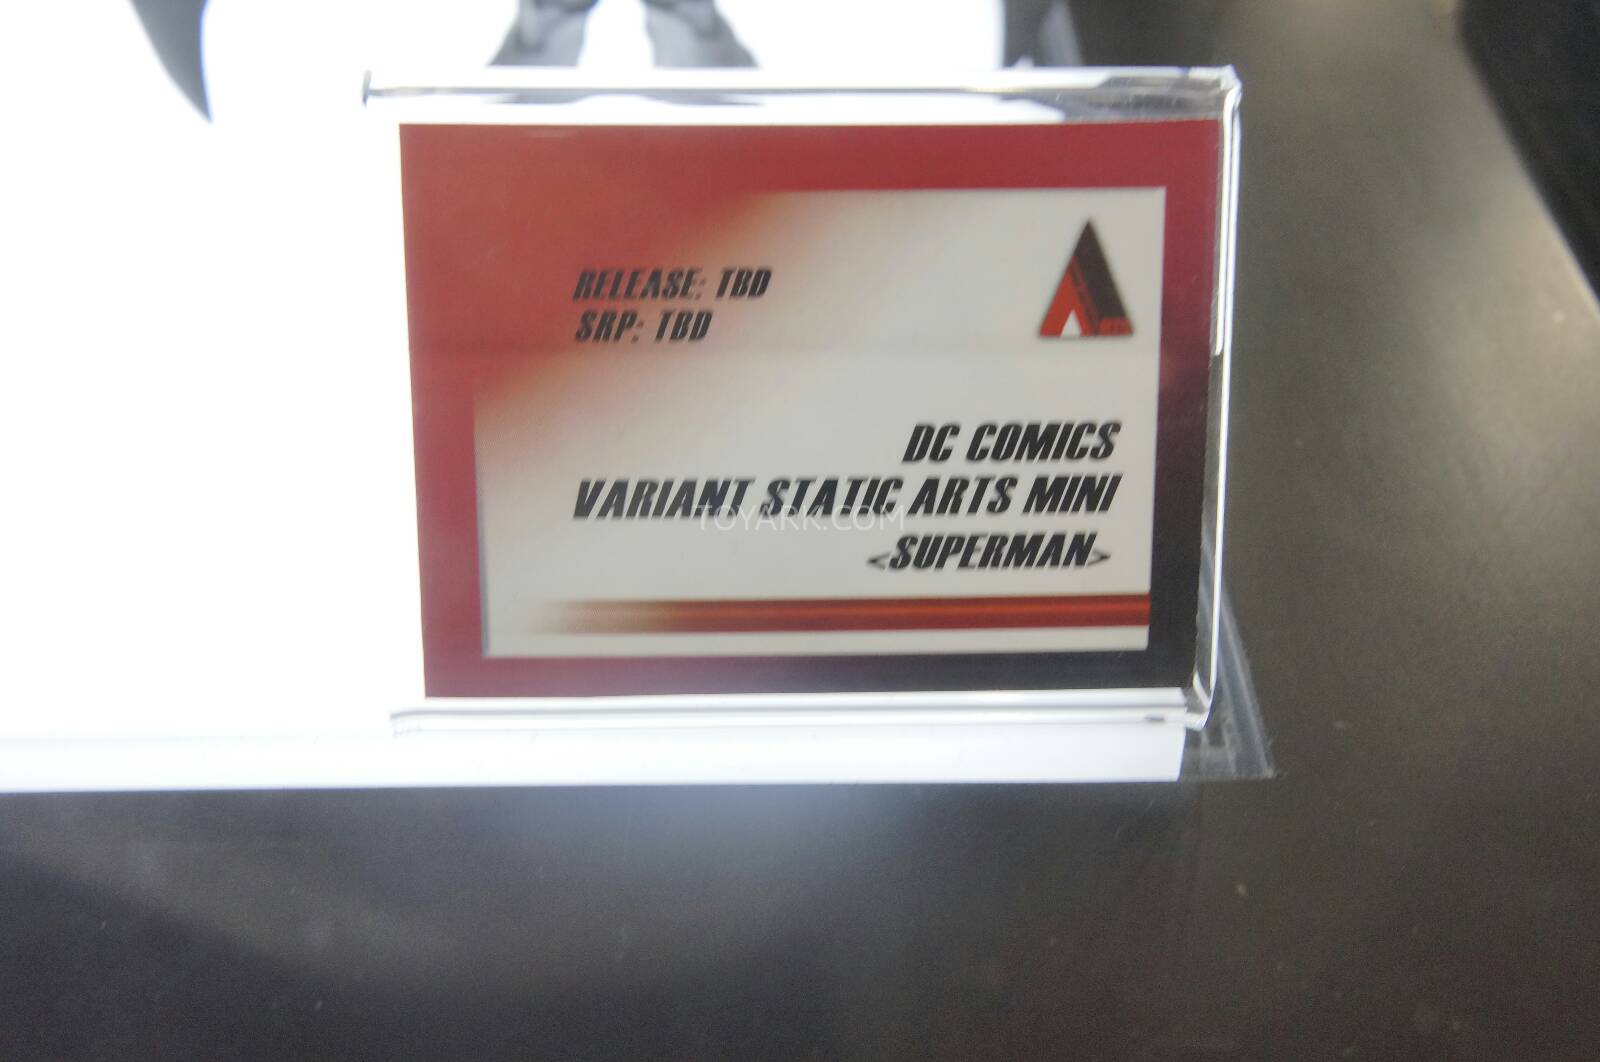 RELEASE: TBD
SRP: TBD
DC COMICS
VARIANT STATIC ARTS MINI
<SUPERMAN>
TOYARK.COM